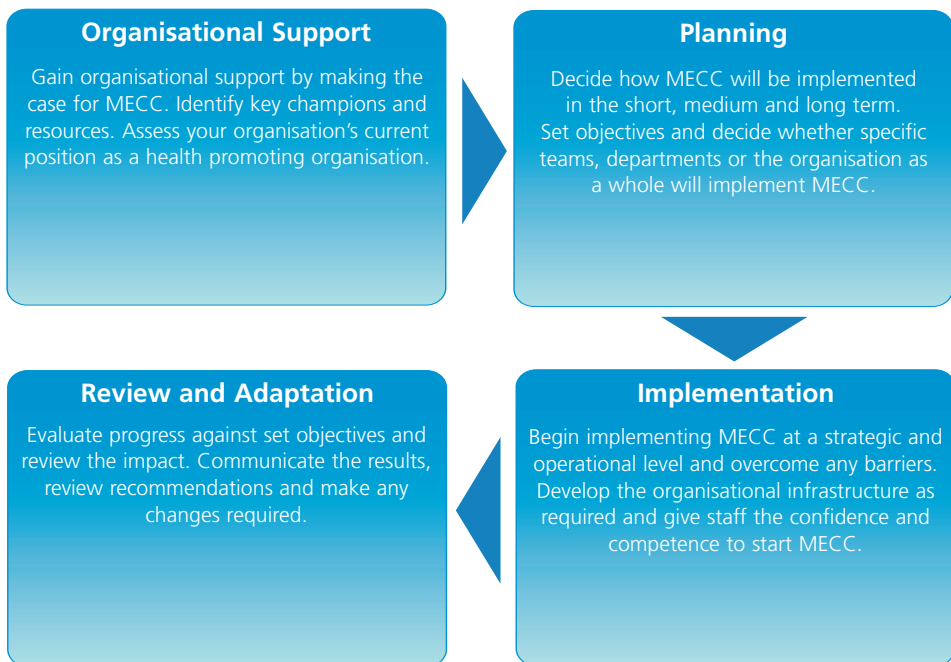 Organisational Support
Gain organisational support by making the
case for MECC. Identify key champions and
resources. Assess your organisation's current
position as a health promoting organisation.
Planning
Decide how MECC will be implemented
in the short, medium and long term.
Set objectives and decide whether specific
teams, departments or the organisation as
a whole will implement MECC.
Implementation
Begin implementing MECC at a strategic and
operational level and overcome any barriers.
Develop the organisational infrastructure as
required and give staff the confidence and
competence to start MECC.
Review and Adaptation
Evaluate progress against set objectives and
review the impact. Communicate the results,
review recommendations and make any
changes required.